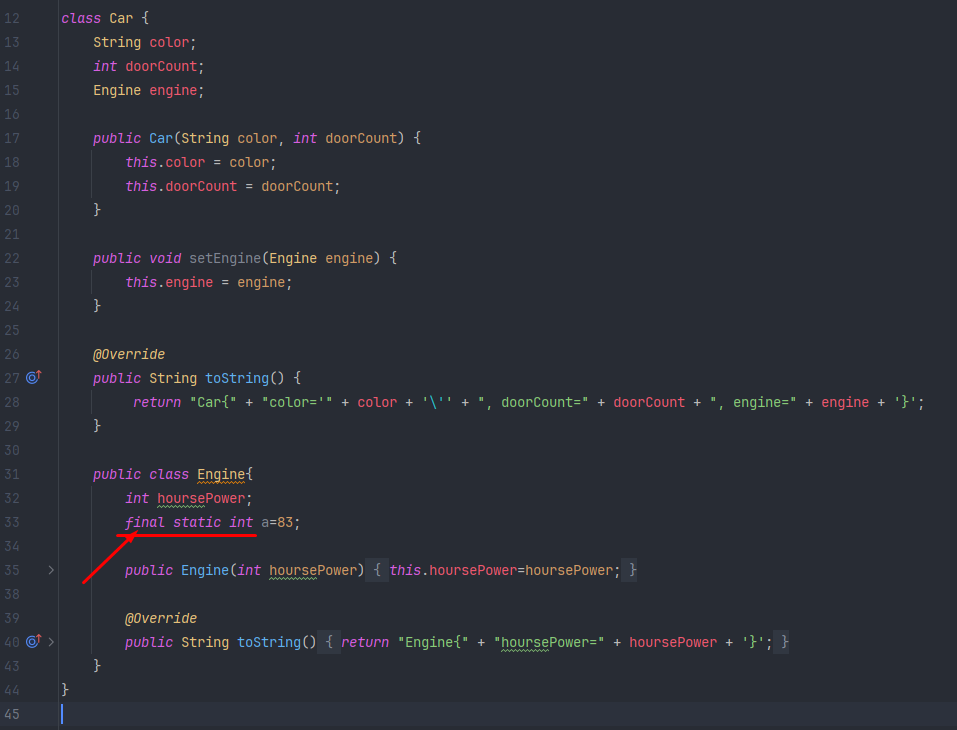 12 class Car {
13 String color;
14 int doorCount;
15 Engine engine;
16
17 public Car(String color, int doorCount) {
18 this.color = color;
19 this.doorCount = doorCount;
20 }
21
22 public void setEngine(Engine engine) {
23 this.engine = engine;
24 }
25
26 @Override
27 public String toString() {
28 return "Car{" + "color='" + color + '\'' + ", doorCount=" + doorCount + ", engine=" + engine + '}';
29 }
30
31 public class Engine{
32 int hoursePower;
33 final static int a=83;
34
35 public Engine(int hoursePower) { this.hoursePower=hoursePower; }
38
39 @Override
40 public String toString() { return "Engine{" + "hoursePower=" + hoursePower + '}'; }
43 }
44 }
45